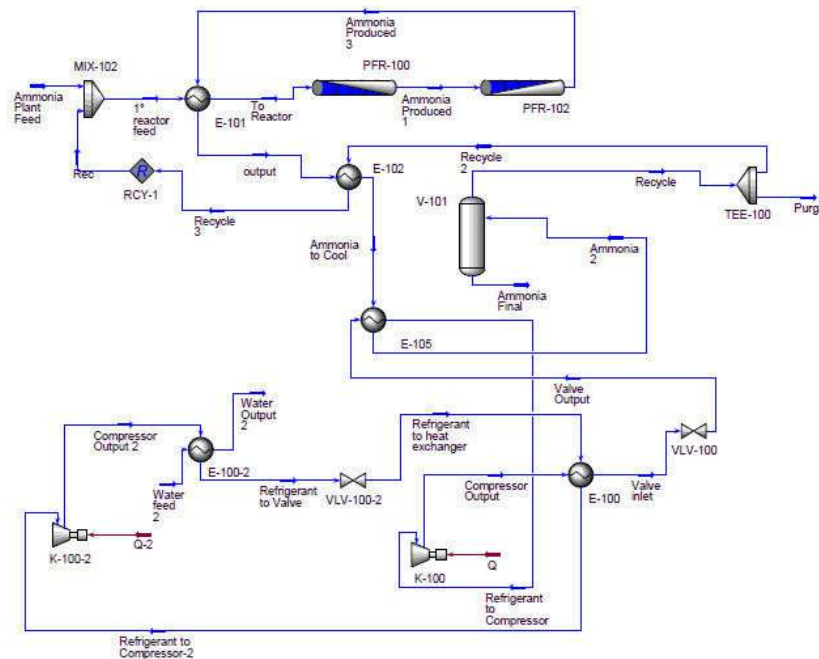 Ammonia
Produced
3
MIX-102
PFR-100
Ammonia
Plant
Feed
1°
reactor
feed
E-101
To
Reactor
Ammonia
Produced
1
PFR-102
Rec
RCY-1
output
E-102
Recycle
2
Recycle
V-101
TEE-100
Purg
Recycle
3
Ammonia
to Cool
Ammonia
2
Ammonia
Final
E-105
Valve
Output
Water
Output
2
Compressor
Output 2
Refrigerant
to heat
exchanger
VLV-100
Water
feed
2
E-100-2
Refrigerant
to Valve
VLV-100-2
Compressor
Output
E-100
Valve
inlet
K-100-2
Q-2
K-100
Q
Refrigerant
to
Compressor
Refrigerant to
Compressor-2